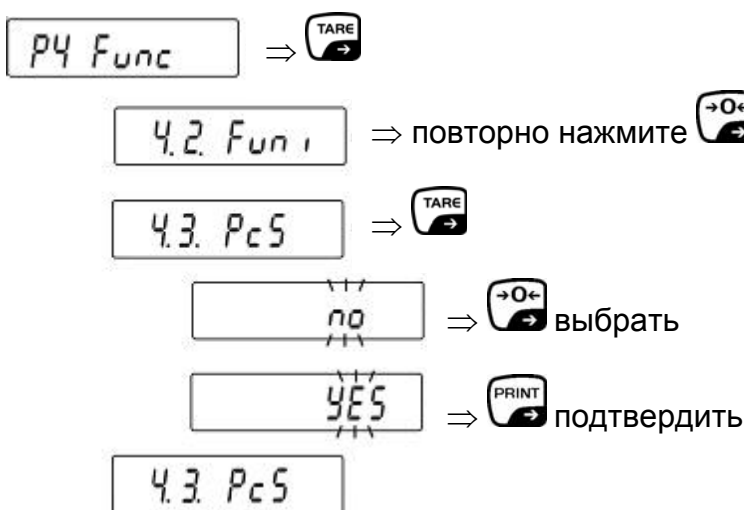 P4 Func ⇒ TARE
4.2. Fun i ⇒ повторно нажмите →0←
4.3. PcS ⇒ TARE
no ⇒ →0← выбрать
YES ⇒ PRINT подтвердить
4.3. PcS